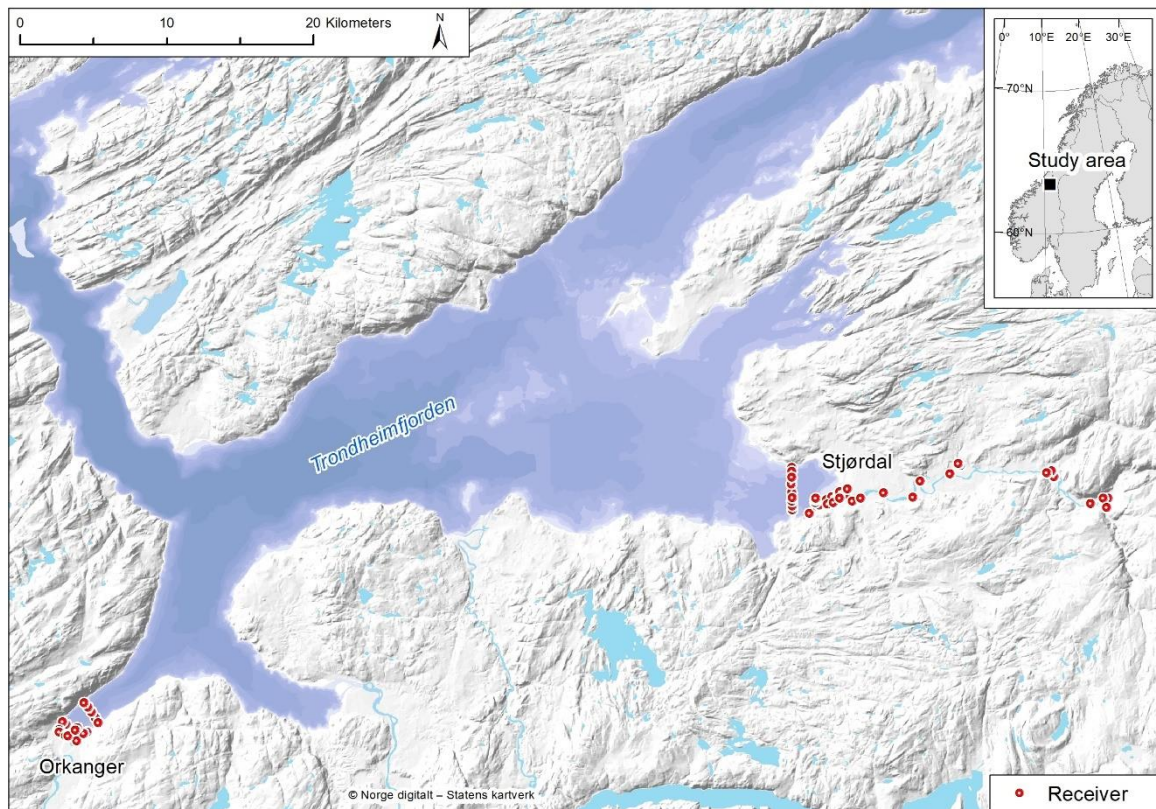 0 10 20 Kilometers
N
0° 10°E 20°E 30°E
70°N
Study area
60°N
Trondheimfjorden
Stjørdal
Orkanger
© Norge digitalt – Statens kartverk
Receiver